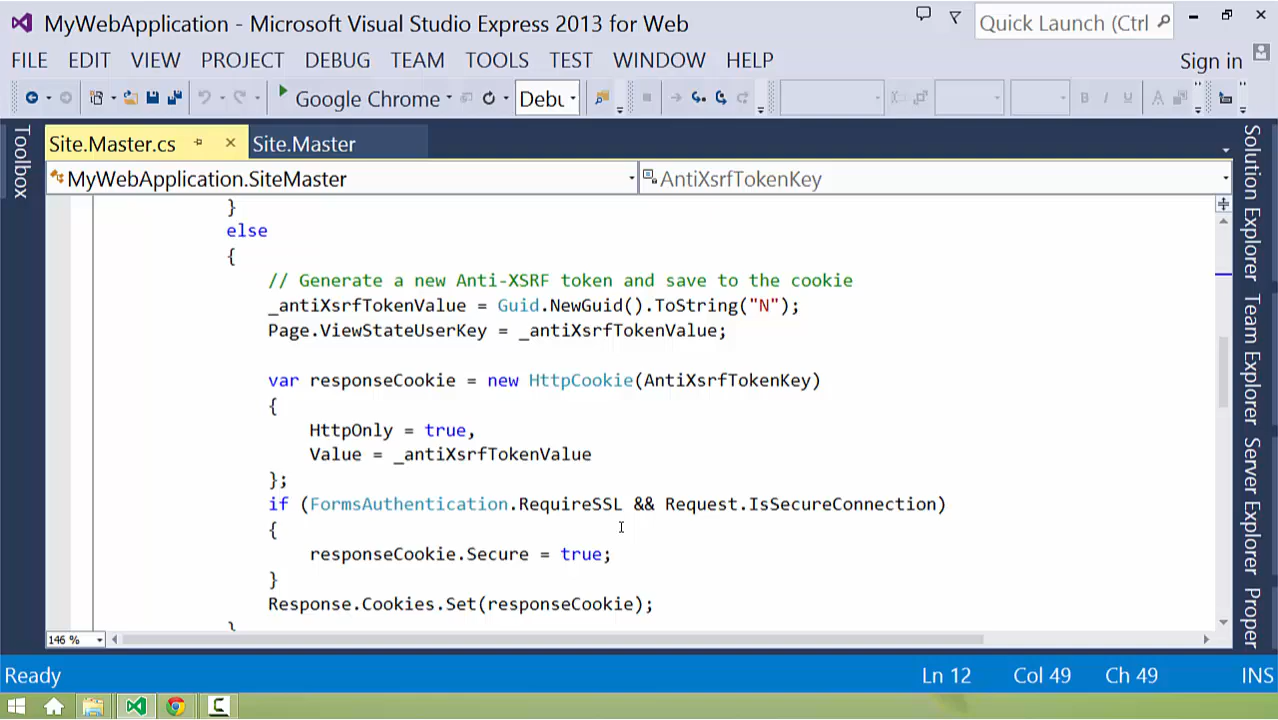 MyWebApplication - Microsoft Visual Studio Express 2013 for Web
Quick Launch (Ctrl
FILE EDIT VIEW PROJECT DEBUG TEAM TOOLS TEST WINDOW HELP
Sign in
Google Chrome
Debu
B I U A
Toolbox
Site.Master.cs
Site.Master
MyWebApplication.SiteMaster
AntiXsrfTokenKey
}
else
{
// Generate a new Anti-XSRF token and save to the cookie
_antiXsrfTokenValue = Guid.NewGuid().ToString("N");
Page.ViewStateUserKey = _antiXsrfTokenValue;
var responseCookie = new HttpCookie(AntiXsrfTokenKey)
{
HttpOnly = true,
Value = _antiXsrfTokenValue
};
if (FormsAuthentication.RequireSSL && Request.IsSecureConnection)
{
responseCookie.Secure = true;
}
Response.Cookies.Set(responseCookie);
}
Solution Explorer
Team Explorer
Server Explorer
Proper
146 %
Ready
Ln 12
Col 49
Ch 49
INS